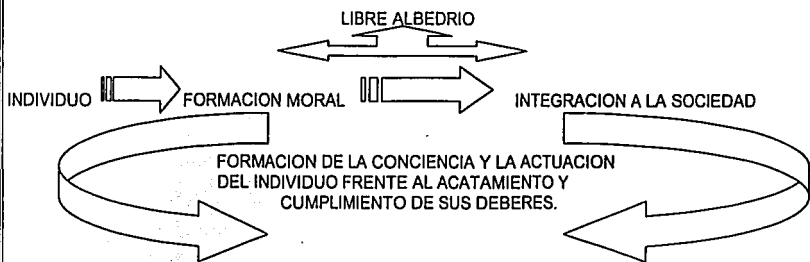 LIBRE ALBEDRIO
INDIVIDUO FORMACION MORAL INTEGRACION A LA SOCIEDAD
FORMACION DE LA CONCIENCIA Y LA ACTUACION
DEL INDIVIDUO FRENTE AL ACATAMIENTO Y
CUMPLIMIENTO DE SUS DEBERES.